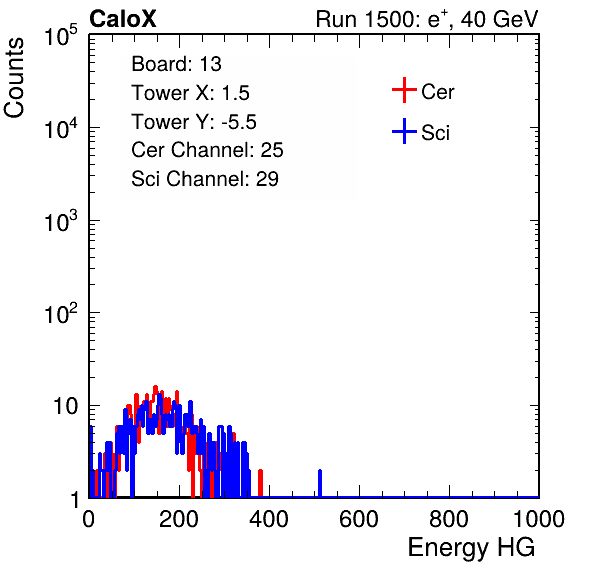 CaloX Run 1500: e⁺, 40 GeV
Counts
Board: 13
Tower X: 1.5
Tower Y: -5.5
Cer Channel: 25
Sci Channel: 29
Cer
Sci
10⁵
10⁴
10³
10²
10
1
0 200 400 600 800 1000
Energy HG